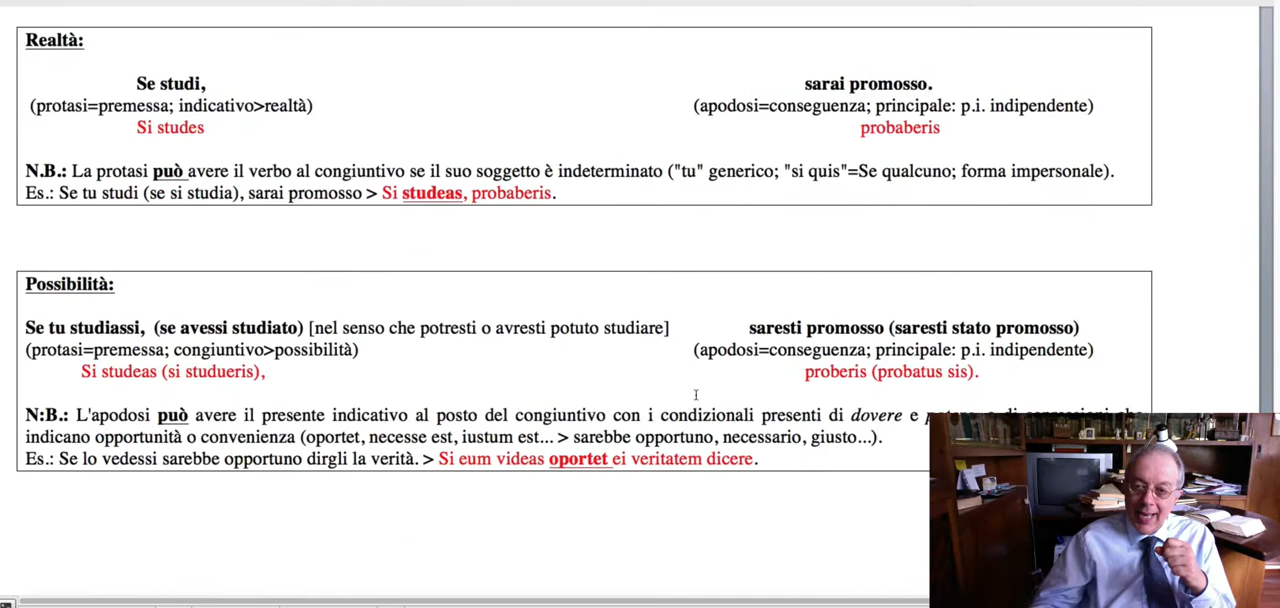 Realtà:
Se studi,
sarai promosso.
(protasi=premessa; indicativo>realtà)
(apodosi=conseguenza; principale: p.i. indipendente)
Si studes
probaberis
N.B.: La protasi può avere il verbo al congiuntivo se il suo soggetto è indeterminato ("tu" generico; "si quis"=Se qualcuno; forma impersonale).
Es.: Se tu studi (se si studia), sarai promosso > Si studeas, probaberis.
Possibilità:
Se tu studiassi, (se avessi studiato) [nel senso che potresti o avresti potuto studiare]
saresti promosso (saresti stato promosso)
(protasi=premessa; congiuntivo>possibilità)
(apodosi=conseguenza; principale: p.i. indipendente)
Si studeas (si studueris),
proberis (probatus sis).
N:B.: L'apodosi può avere il presente indicativo al posto del congiuntivo con i condizionali presenti di dovere e
indicano opportunità o convenienza (oportet, necesse est, iustum est... > sarebbe opportuno, necessario, giusto...).
Es.: Se lo vedessi sarebbe opportuno dirgli la verità. > Si eum videas oportet ei veritatem dicere.